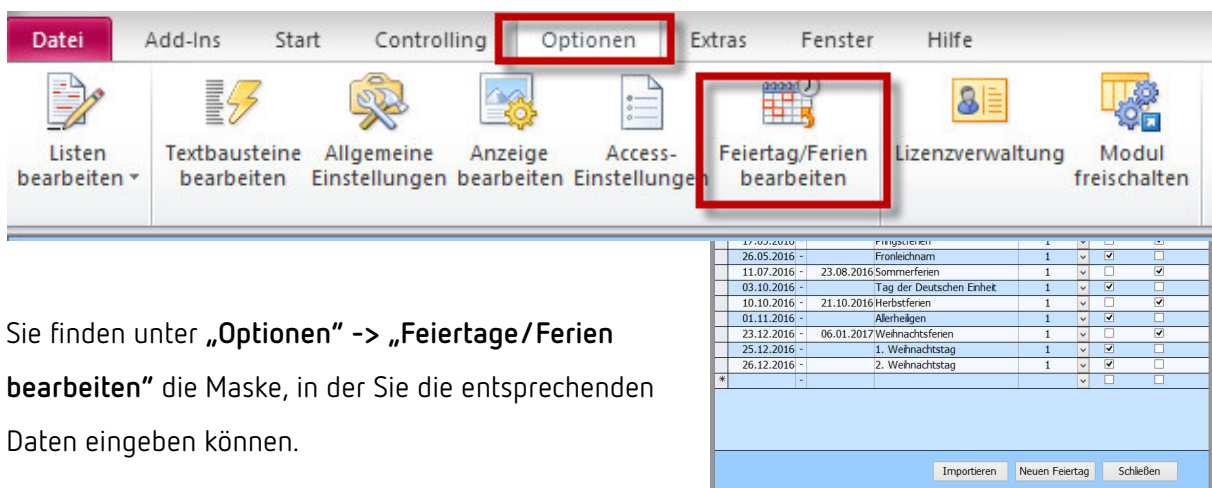 Datei Add-Ins Start Controlling Optionen Extras Fenster Hilfe
Listen bearbeiten
Textbausteine bearbeiten
Allgemeine Einstellungen
Anzeige bearbeiten
Access-Einstellungen
Feiertag/Ferien bearbeiten
Lizenzverwaltung
Modul freischalten
17.05.2016 - Pfingstferien 1
26.05.2016 - Fronleichnam 1
11.07.2016 - 23.08.2016 Sommerferien 1
03.10.2016 - Tag der Deutschen Einheit 1
10.10.2016 - 21.10.2016 Herbstferien 1
01.11.2016 - Allerheiligen 1
23.12.2016 - 06.01.2017 Weihnachtsferien 1
25.12.2016 - 1. Weihnachtstag 1
26.12.2016 - 2. Weihnachtstag 1
* -
Importieren Neuen Feiertag Schließen
Sie finden unter „Optionen" -> „Feiertage/Ferien
bearbeiten" die Maske, in der Sie die entsprechenden
Daten eingeben können.